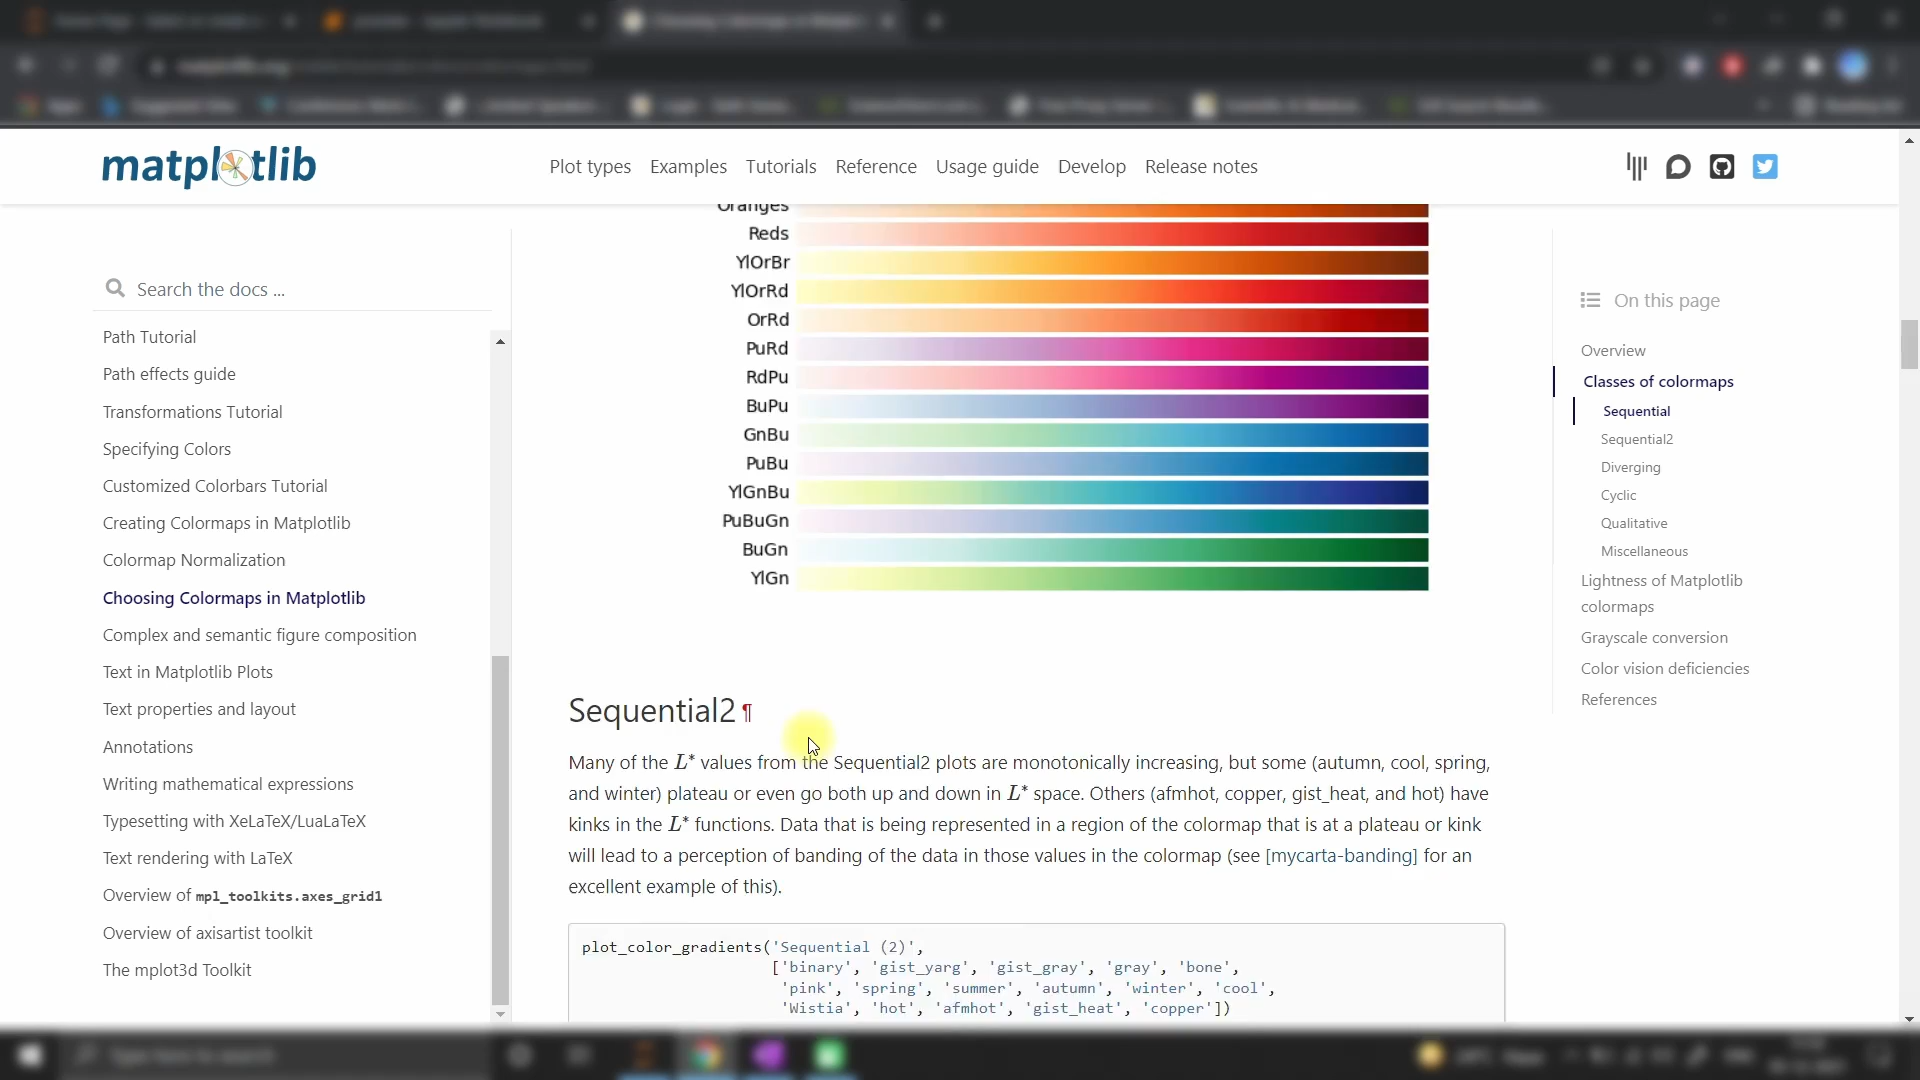 matplotlib
Plot types Examples Tutorials Reference Usage guide Develop Release notes
Search the docs ...
Path Tutorial
Path effects guide
Transformations Tutorial
Specifying Colors
Customized Colorbars Tutorial
Creating Colormaps in Matplotlib
Colormap Normalization
Choosing Colormaps in Matplotlib
Complex and semantic figure composition
Text in Matplotlib Plots
Text properties and layout
Annotations
Writing mathematical expressions
Typesetting with XeLaTeX/LuaLaTeX
Text rendering with LaTeX
Overview of mpl_toolkits.axes_grid1
Overview of axisartist toolkit
The mplot3d Toolkit
Oranges
Reds
YlOrBr
YlOrRd
OrRd
PuRd
RdPu
BuPu
GnBu
PuBu
YlGnBu
PuBuGn
BuGn
YlGn
Sequential2¶
Many of the L* values from the Sequential2 plots are monotonically increasing, but some (autumn, cool, spring,
and winter) plateau or even go both up and down in L* space. Others (afmhot, copper, gist_heat, and hot) have
kinks in the L* functions. Data that is being represented in a region of the colormap that is at a plateau or kink
will lead to a perception of banding of the data in those values in the colormap (see [mycarta-banding] for an
excellent example of this).
plot_color_gradients('Sequential (2)',
['binary', 'gist_yarg', 'gist_gray', 'gray', 'bone',
'pink', 'spring', 'summer', 'autumn', 'winter', 'cool',
'Wistia', 'hot', 'afmhot', 'gist_heat', 'copper'])
On this page
Overview
Classes of colormaps
Sequential
Sequential2
Diverging
Cyclic
Qualitative
Miscellaneous
Lightness of Matplotlib
colormaps
Grayscale conversion
Color vision deficiencies
References
Type here to search